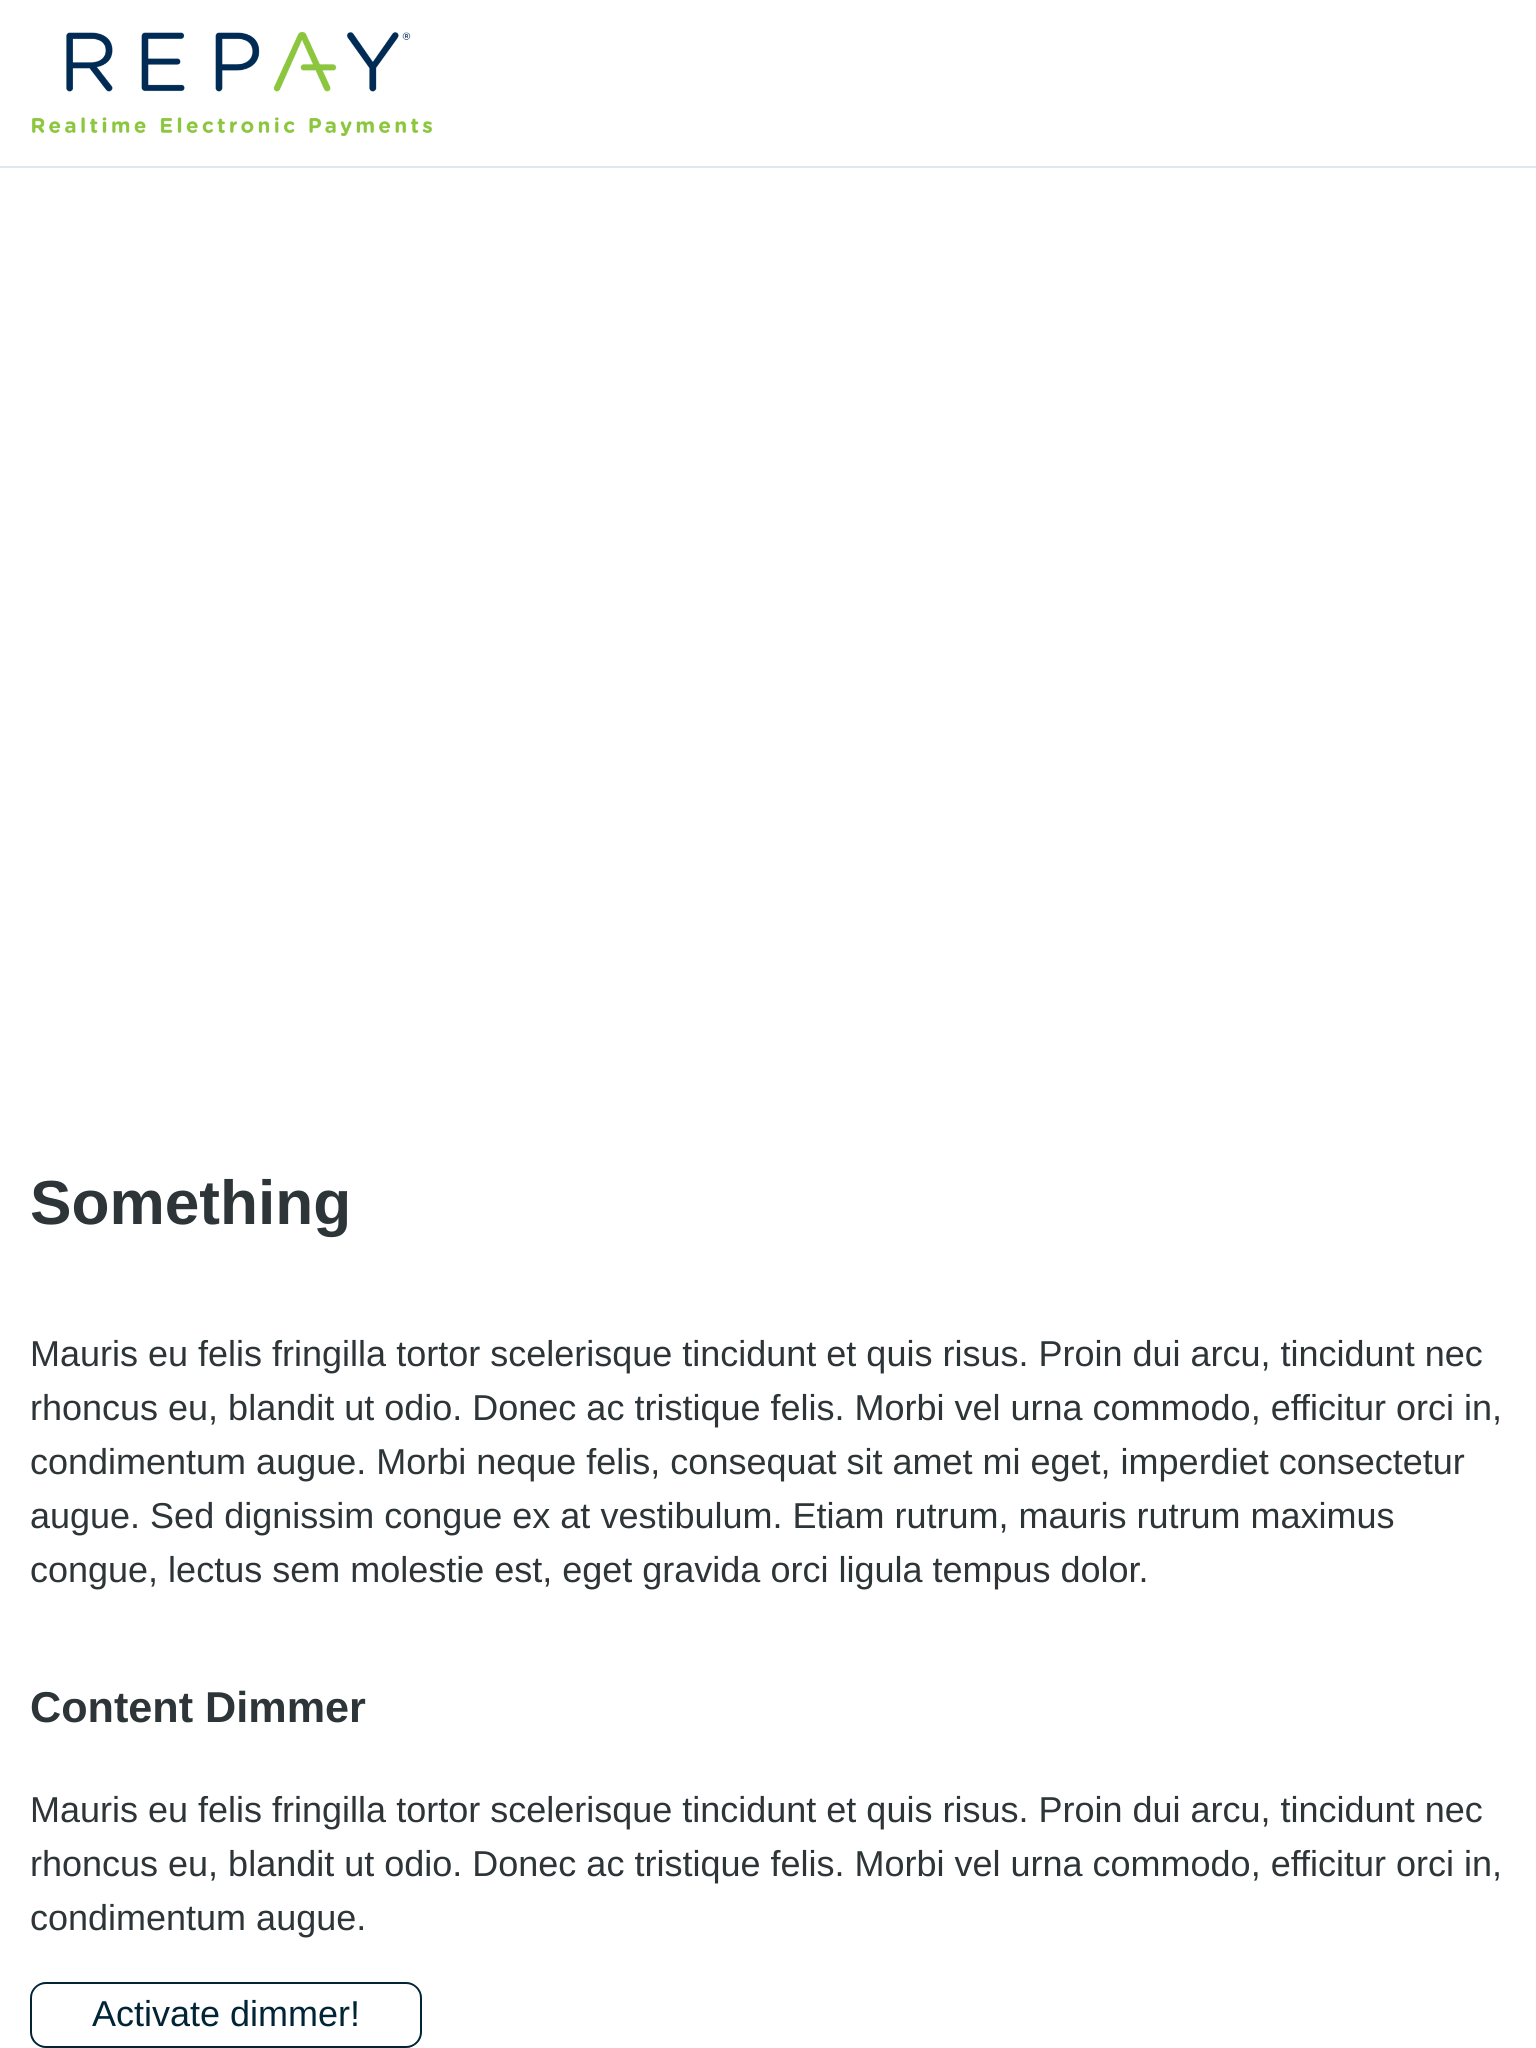 REPAY®
Realtime Electronic Payments
Something
Mauris eu felis fringilla tortor scelerisque tincidunt et quis risus. Proin dui arcu, tincidunt nec
rhoncus eu, blandit ut odio. Donec ac tristique felis. Morbi vel urna commodo, efficitur orci in,
condimentum augue. Morbi neque felis, consequat sit amet mi eget, imperdiet consectetur
augue. Sed dignissim congue ex at vestibulum. Etiam rutrum, mauris rutrum maximus
congue, lectus sem molestie est, eget gravida orci ligula tempus dolor.
Content Dimmer
Mauris eu felis fringilla tortor scelerisque tincidunt et quis risus. Proin dui arcu, tincidunt nec
rhoncus eu, blandit ut odio. Donec ac tristique felis. Morbi vel urna commodo, efficitur orci in,
condimentum augue.
Activate dimmer!